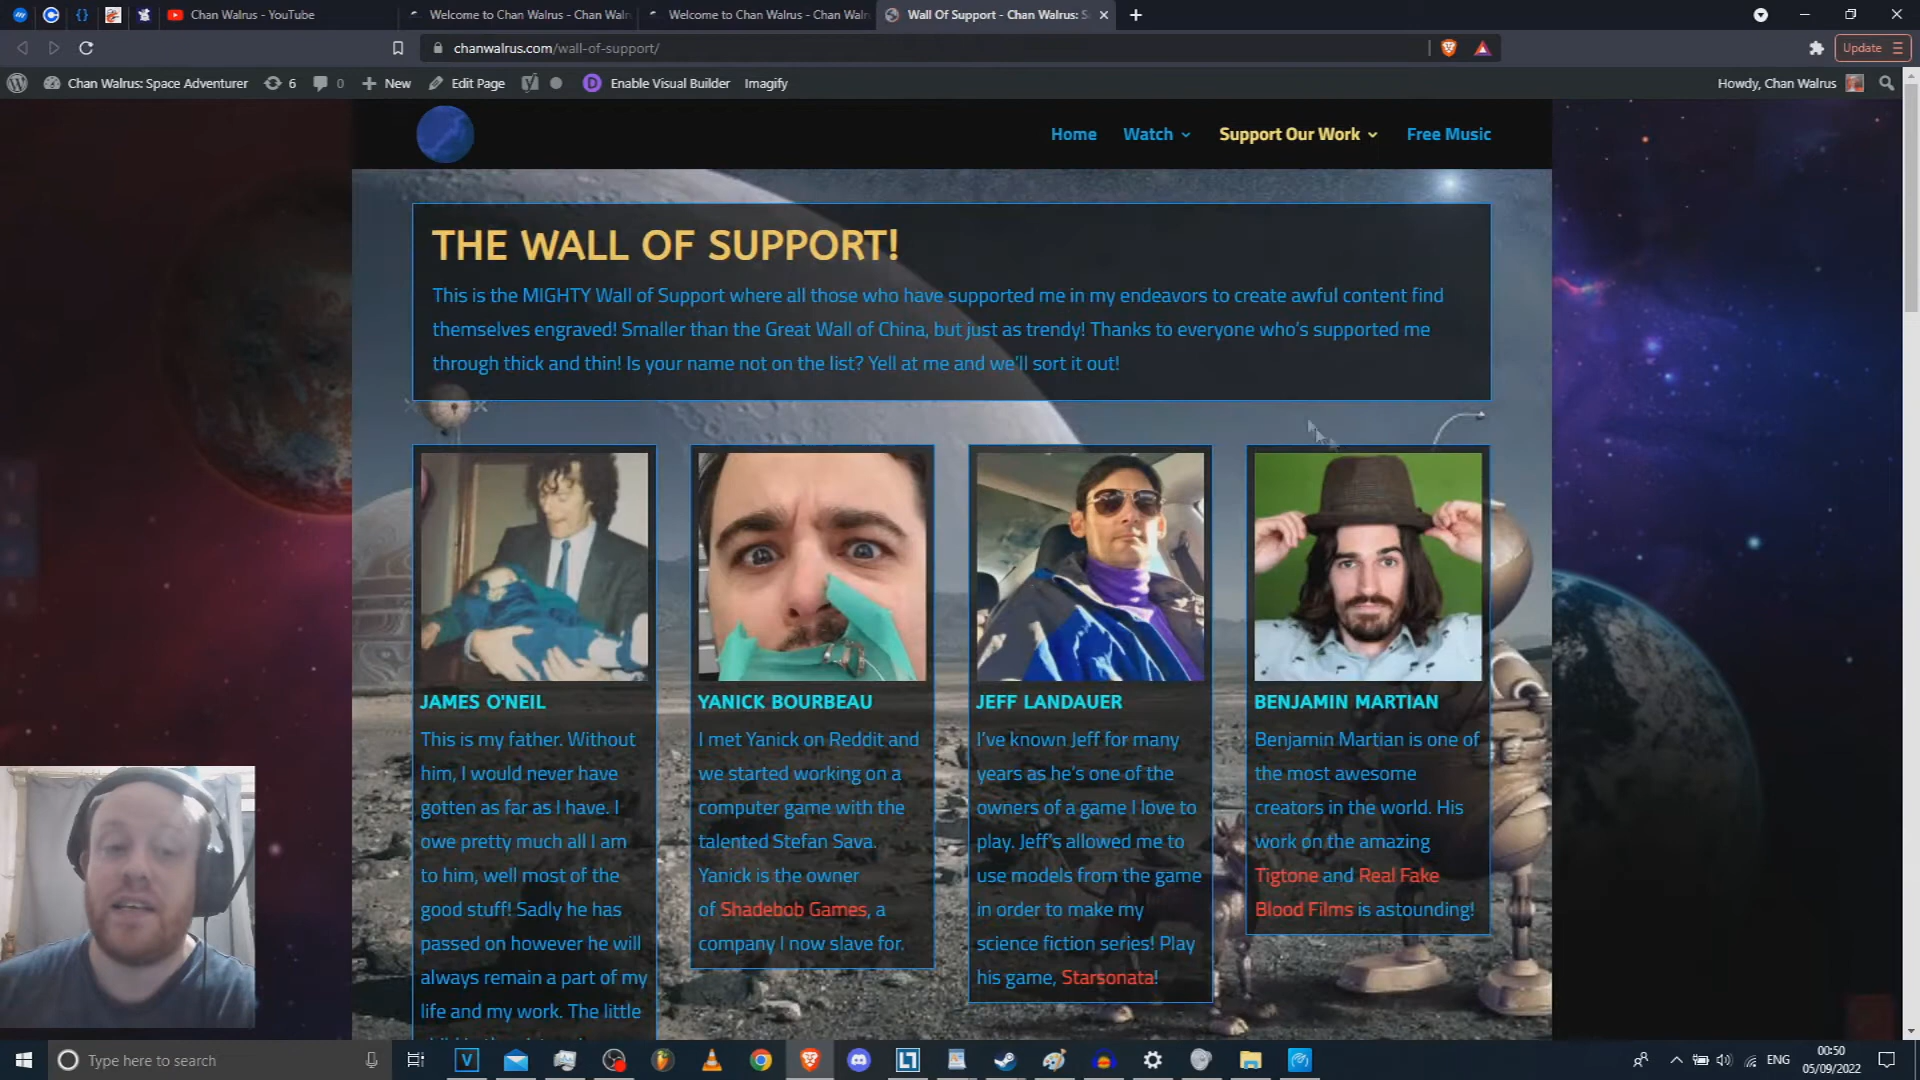 Chan Walrus - YouTube
Welcome to Chan Walrus - Chan Walr
Welcome to Chan Walrus - Chan Walr
Wall Of Support - Chan Walrus: S
chanwalrus.com/wall-of-support/
Update
Chan Walrus: Space Adventurer
6
0
New
Edit Page
Enable Visual Builder
Imagify
Howdy, Chan Walrus
Home
Watch
Support Our Work
Free Music
THE WALL OF SUPPORT!
This is the MIGHTY Wall of Support where all those who have supported me in my endeavors to create awful content find
themselves engraved! Smaller than the Great Wall of China, but just as trendy! Thanks to everyone who's supported me
through thick and thin! Is your name not on the list? Yell at me and we'll sort it out!
JAMES O'NEIL
This is my father. Without
him, I would never have
gotten as far as I have. I
owe pretty much all I am
to him, well most of the
good stuff! Sadly he has
passed on however he will
always remain a part of my
life and my work. The little
YANICK BOURBEAU
I met Yanick on Reddit and
we started working on a
computer game with the
talented Stefan Sava.
Yanick is the owner
of Shadebob Games, a
company I now slave for.
JEFF LANDAUER
I've known Jeff for many
years as he's one of the
owners of a game I love to
play. Jeff's allowed me to
use models from the game
in order to make my
science fiction series! Play
his game, Starsonata!
BENJAMIN MARTIAN
Benjamin Martian is one of
the most awesome
creators in the world. His
work on the amazing
Tigtone and Real Fake
Blood Films is astounding!
Type here to search
ENG
00:50
05/09/2022